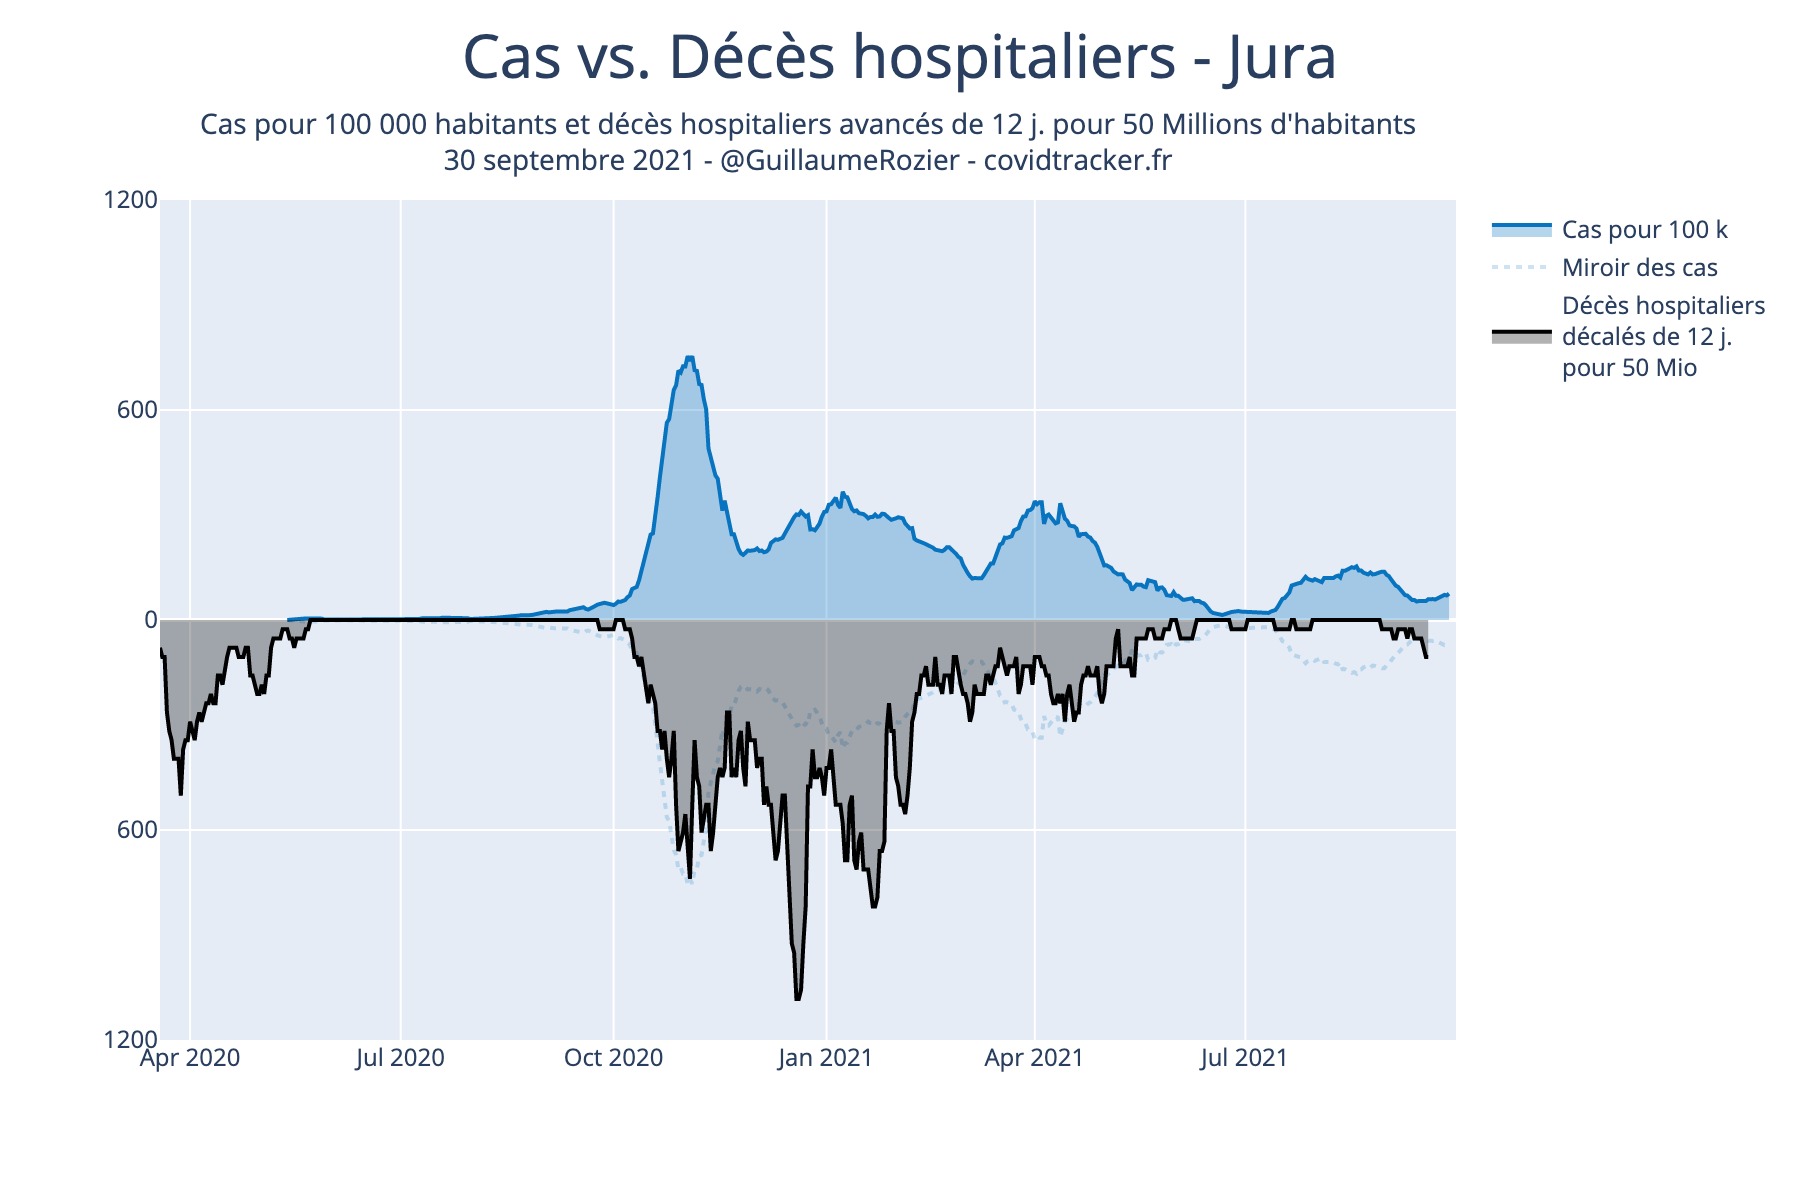 Cas vs. Décès hospitaliers - Jura
Cas pour 100 000 habitants et décès hospitaliers avancés de 12 j. pour 50 Millions d'habitants
30 septembre 2021 - @GuillaumeRozier - covidtracker.fr
1200
600
0
600
1200
Apr 2020
Jul 2020
Oct 2020
Jan 2021
Apr 2021
Jul 2021
Cas pour 100 k
Miroir des cas
Décès hospitaliers
décalés de 12 j.
pour 50 Mio